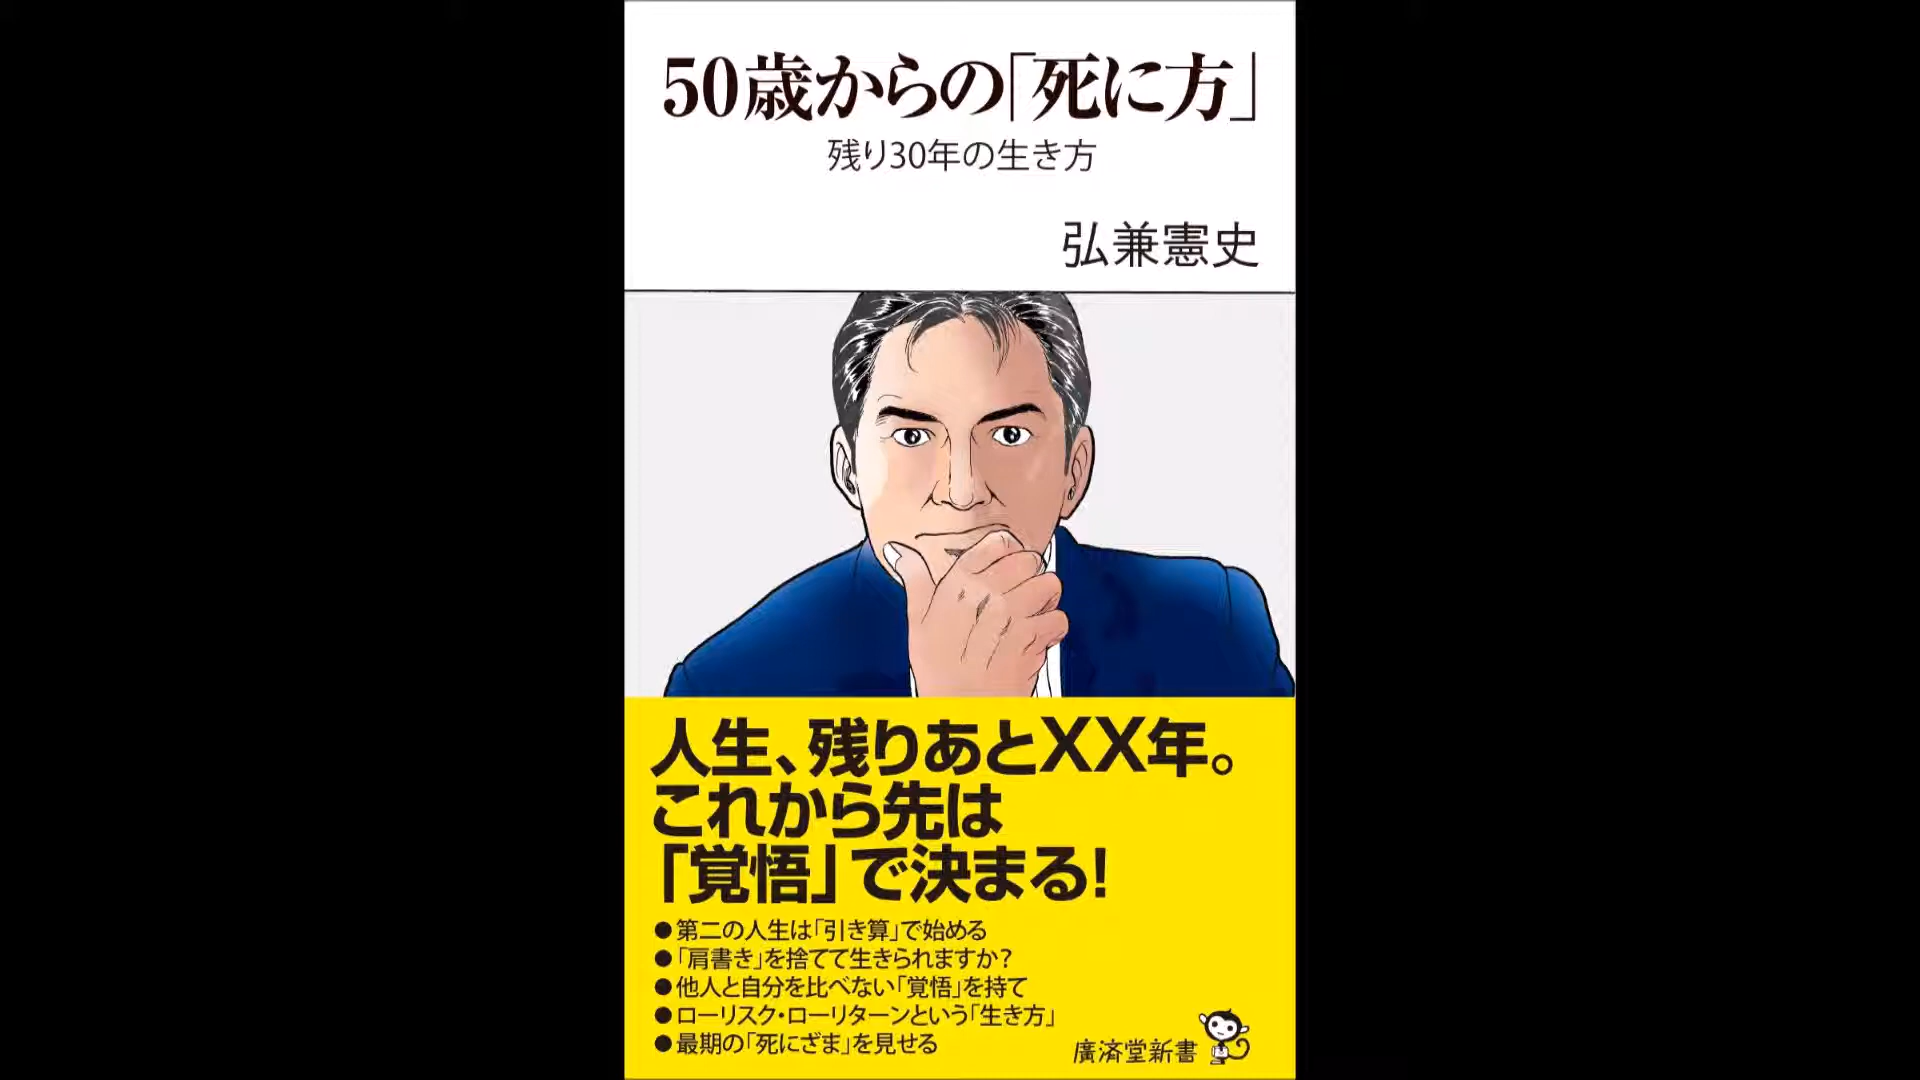 50歳からの「死に方」
残り30年の生き方
弘兼憲史
人生、残りあとXX年。
これから先は
「覚悟」で決まる!
●第二の人生は「引き算」で始める
●「肩書き」を捨てて生きられますか?
●他人と自分を比べない「覚悟」を持て
●ローリスク・ローリターンという「生き方」
●最期の「死にざま」を見せる
廣済堂新書